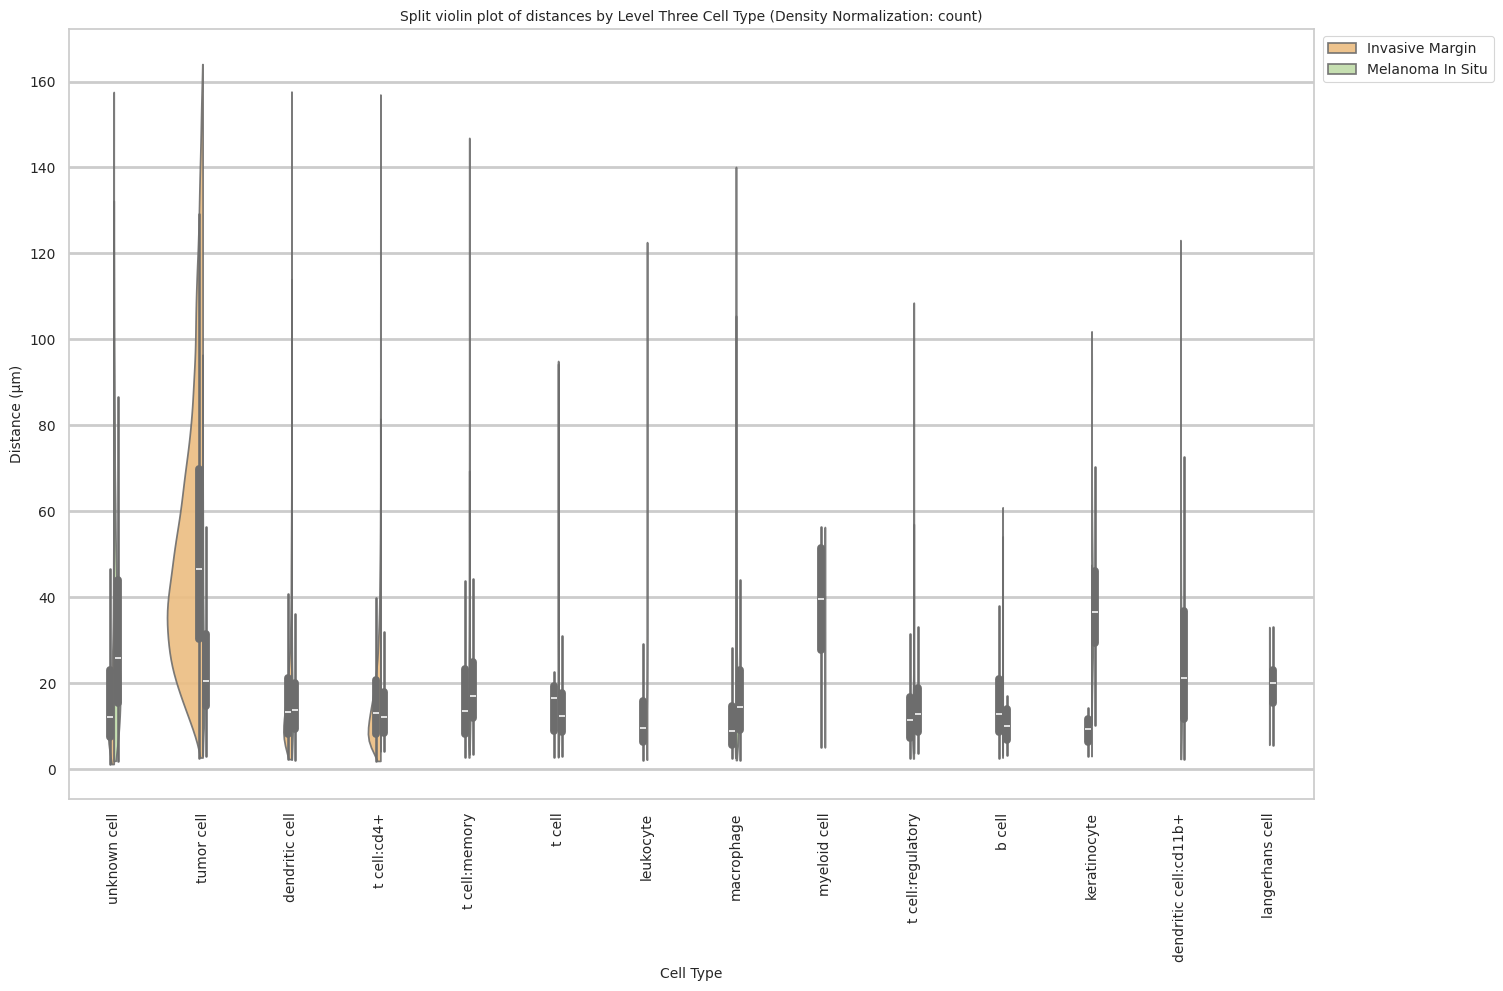 Split violin plot of distances by Level Three Cell Type (Density Normalization: count)
Invasive Margin
Melanoma In Situ
160
140
120
100
80
60
40
20
0
Distance (μm)
unknown cell
tumor cell
dendritic cell
t cell:cd4+
t cell:memory
t cell
leukocyte
macrophage
myeloid cell
t cell:regulatory
b cell
keratinocyte
dendritic cell:cd11b+
langerhans cell
Cell Type